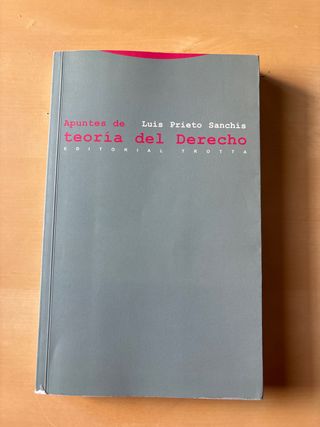 Apuntes de Luis Prieto Sanchís
teoría del Derecho
EDITORIAL TROTTA